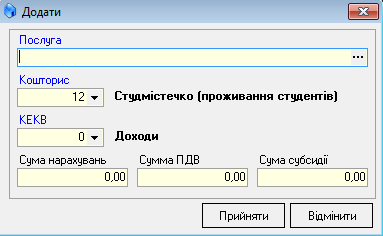 Додати
Послуга
...
Кошторис
12 Студмістечко (проживання студентів)
КЕКВ
0 Доходи
Сума нарахувань Сумма ПДВ Сума субсидії
0,00 0,00 0,00
Прийняти Відмінити